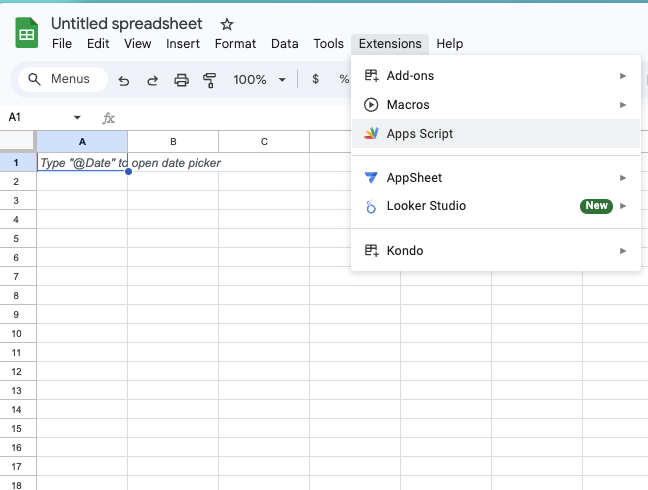 Untitled spreadsheet
File Edit View Insert Format Data Tools Extensions Help
Menus 100% $ %
Add-ons
Macros
Apps Script
AppSheet
Looker Studio New
Kondo
A1 fx
A B C
1 Type "@Date" to open date picker
2
3
4
5
6
7
8
9
10
11
12
13
14
15
16
17
18